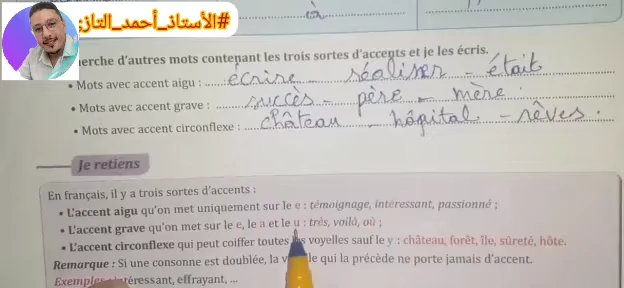 #الأستاذ_أحمد_التازي
à
herche d'autres mots contenant les trois sortes d'accents et je les écris.
• Mots avec accent aigu : écrire - réaliser - était
• Mots avec accent grave : succès - père - mère.
• Mots avec accent circonflexe : château - hôpital - rêves.
Je retiens
En français, il y a trois sortes d'accents :
• L'accent aigu qu'on met uniquement sur le e : témoignage, intéressant, passionné ;
• L'accent grave qu'on met sur le e, le a et le u : très, voilà, où ;
• L'accent circonflexe qui peut coiffer toutes les voyelles sauf le y : château, forêt, île, sûreté, hôte.
Remarque : Si une consonne est doublée, la v le qui la précède ne porte jamais d'accent.
Exemples téressant, effrayant, ...